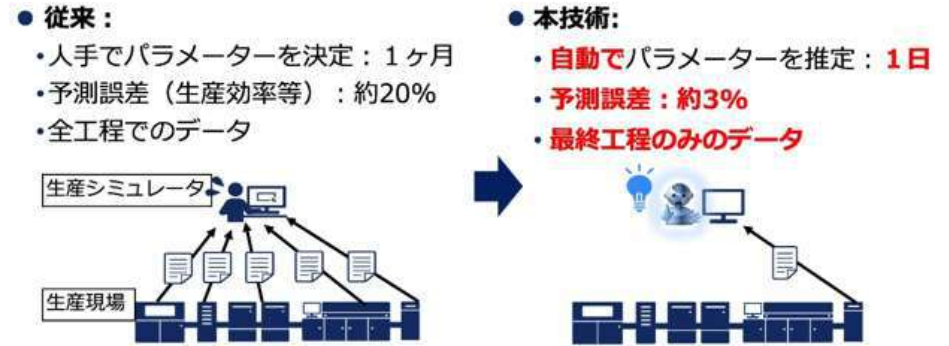 ● 従来：
・人手でパラメーターを決定：１ヶ月
・予測誤差（生産効率等）：約20%
・全工程でのデータ
生産シミュレータ
生産現場
● 本技術:
・自動でパラメーターを推定：１日
・予測誤差：約3%
・最終工程のみのデータ